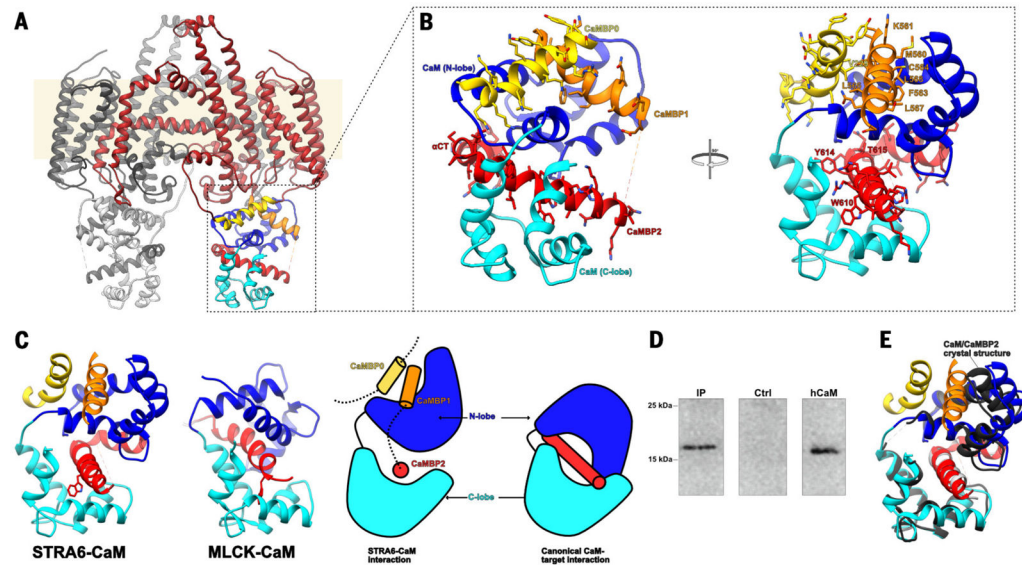 A
B
CaMBP0
CaM (N-lobe)
CaMBP1
αCT
CaMBP2
CaM (C-lobe)
K561
M560
F563
L567
Y614
T615
W610
C
CaMBP0
CaMBP1
N-lobe
CaMBP2
C-lobe
STRA6-CaM
MLCK-CaM
STRA6-CaM
interaction
Canonical CaM-
target interaction
D
IP
Ctrl
hCaM
25 kDa
15 kDa
E
CaM/CaMBP2
crystal structure